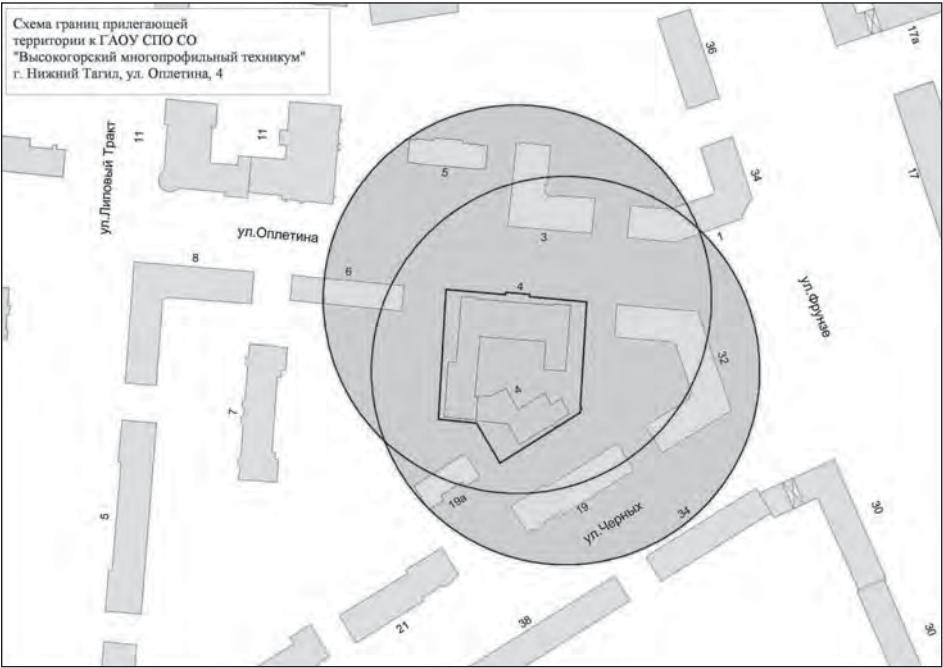 Схема границ прилегающей
территории к ГАОУ СПО СО
"Высокогорский многопрофильный техникум"
г. Нижний Тагил, ул. Оплетина, 4
17а
36
ул.Липовый Тракт
11
11
5
34
17
3
1
ул.Оплетина
8
6
4
ул.Фрунзе
32
4
7
5
19а
19
34
ул.Черных
30
21
38
30